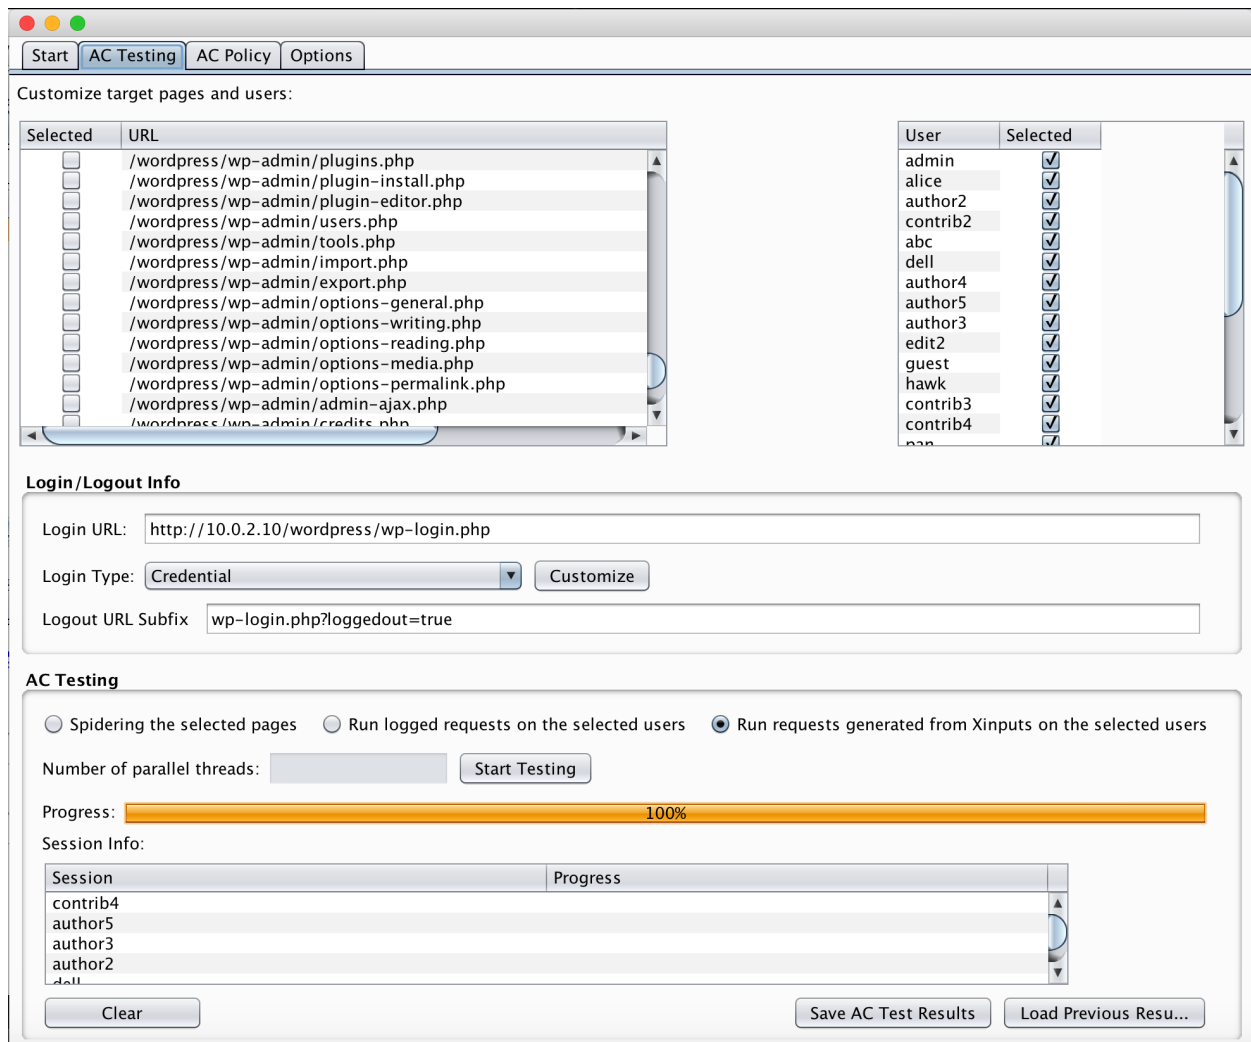 Start AC Testing AC Policy Options
Customize target pages and users:
Selected URL
/wordpress/wp-admin/plugins.php
/wordpress/wp-admin/plugin-install.php
/wordpress/wp-admin/plugin-editor.php
/wordpress/wp-admin/users.php
/wordpress/wp-admin/tools.php
/wordpress/wp-admin/import.php
/wordpress/wp-admin/export.php
/wordpress/wp-admin/options-general.php
/wordpress/wp-admin/options-writing.php
/wordpress/wp-admin/options-reading.php
/wordpress/wp-admin/options-media.php
/wordpress/wp-admin/options-permalink.php
/wordpress/wp-admin/admin-ajax.php
/wordpress/wp-admin/credits.php
User Selected
admin
alice
author2
contrib2
abc
dell
author4
author5
author3
edit2
guest
hawk
contrib3
contrib4
pan
Login/Logout Info
Login URL: http://10.0.2.10/wordpress/wp-login.php
Login Type: Credential Customize
Logout URL Subfix wp-login.php?loggedout=true
AC Testing
Spidering the selected pages Run logged requests on the selected users Run requests generated from Xinputs on the selected users
Number of parallel threads: Start Testing
Progress: 100%
Session Info:
Session Progress
contrib4
author5
author3
author2
dell
Clear Save AC Test Results Load Previous Resu...